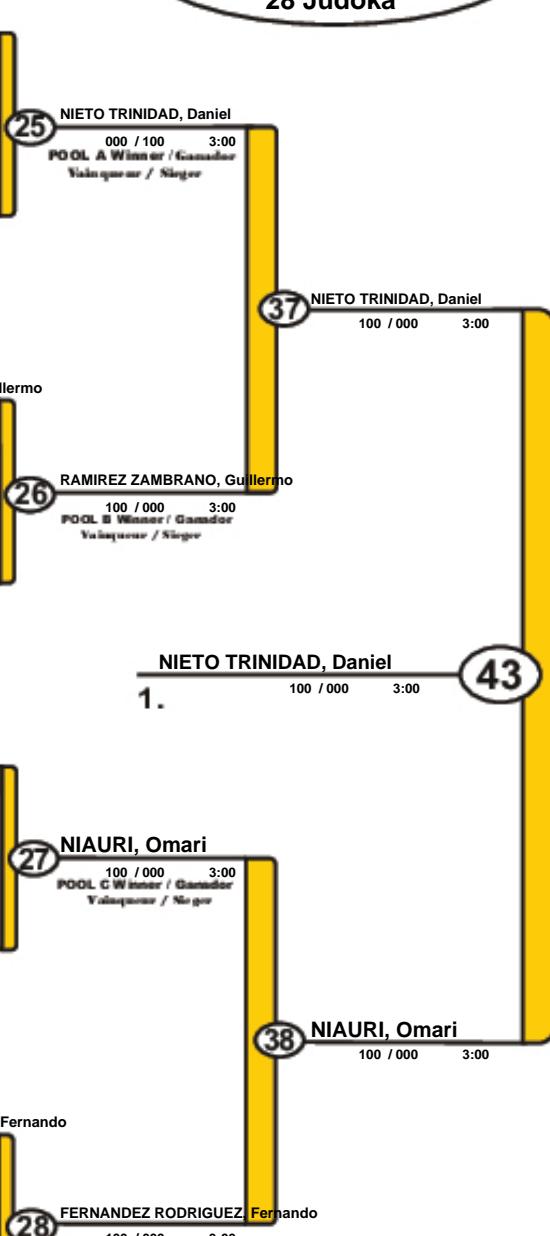 28 Judoka
25
NIETO TRINIDAD, Daniel
000 / 100 3:00
POOL A Winner / Ganador
Vainqueur / Sieger
37
NIETO TRINIDAD, Daniel
100 / 000 3:00
llermo
26
RAMIREZ ZAMBRANO, Guillermo
100 / 000 3:00
POOL B Winner / Ganador
Vainqueur / Sieger
NIETO TRINIDAD, Daniel
43
100 / 000 3:00
1.
27
NIAURI, Omari
100 / 000 3:00
POOL C Winner / Ganador
Vainqueur / Sieger
38
NIAURI, Omari
100 / 000 3:00
Fernando
28
FERNANDEZ RODRIGUEZ, Fernando